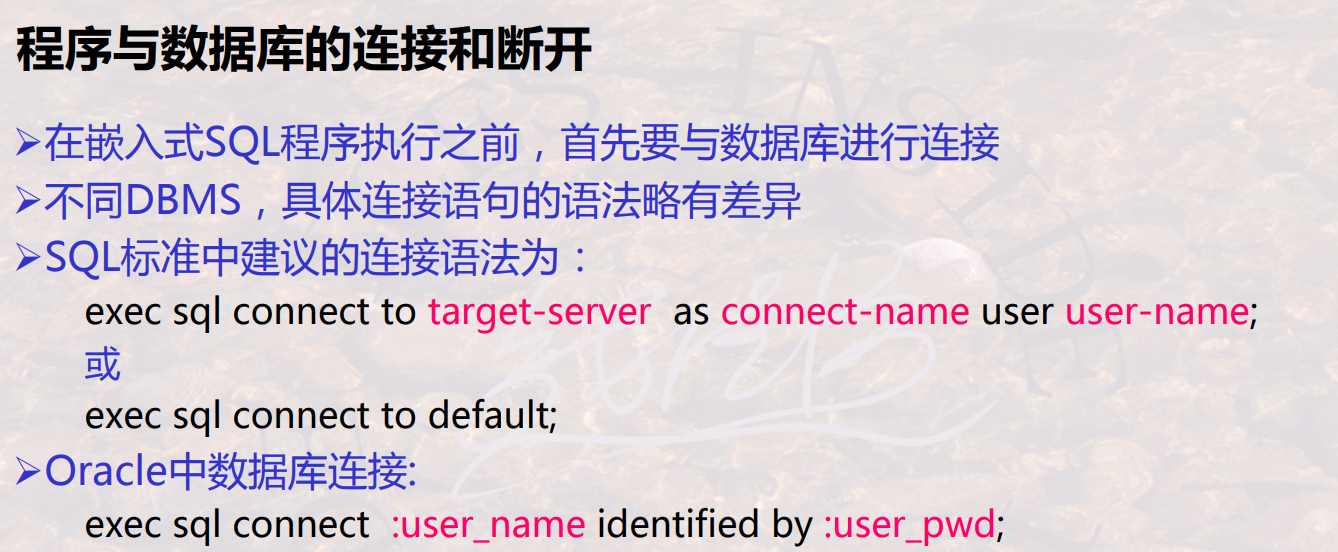 程序与数据库的连接和断开
➢在嵌入式SQL程序执行之前，首先要与数据库进行连接
➢不同DBMS，具体连接语句的语法略有差异
➢SQL标准中建议的连接语法为：
exec sql connect to target-server as connect-name user user-name;
或
exec sql connect to default;
➢Oracle中数据库连接:
exec sql connect :user_name identified by :user_pwd;